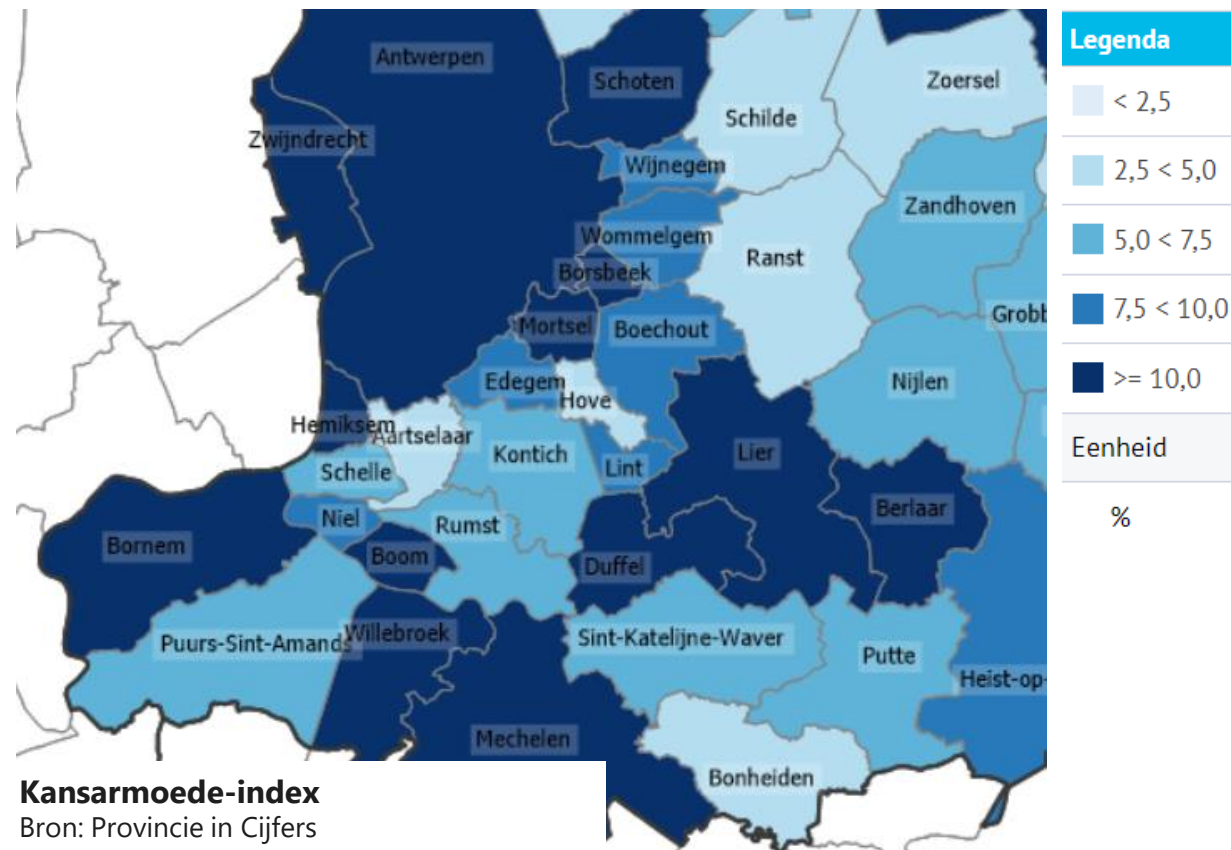 Antwerpen
Schoten
Zoersel
Schilde
Zwijndrecht
Wijnegem
Zandhoven
Wommelgem
Ranst
Borsbeek
Grobb
Mortsel
Boechout
Edegem
Nijlen
Hove
Hemiksem
Aartselaar
Kontich
Lier
Schelle
Lint
Berlaar
Niel
Rumst
Bornem
Boom
Duffel
Puurs-Sint-Amands
Willebroek
Sint-Katelijne-Waver
Putte
Heist-op-
Mechelen
Bonheiden
Kansarmoede-index
Bron: Provincie in Cijfers
Legenda
< 2,5
2,5 < 5,0
5,0 < 7,5
7,5 < 10,0
>= 10,0
Eenheid
%